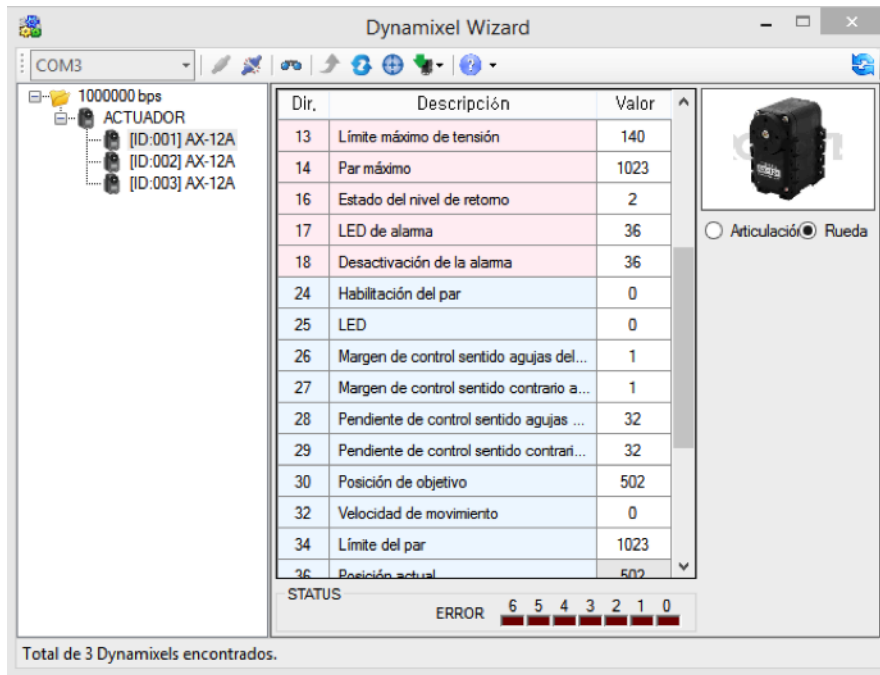 Dynamixel Wizard
COM3
1000000 bps
ACTUADOR
[ID:001] AX-12A
[ID:002] AX-12A
[ID:003] AX-12A
Dir. Descripción Valor
13 Límite máximo de tensión 140
14 Par máximo 1023
16 Estado del nivel de retorno 2
17 LED de alarma 36
18 Desactivación de la alarma 36
24 Habilitación del par 0
25 LED 0
26 Margen de control sentido agujas del... 1
27 Margen de control sentido contrario a... 1
28 Pendiente de control sentido agujas ... 32
29 Pendiente de control sentido contrari... 32
30 Posición de objetivo 502
32 Velocidad de movimiento 0
34 Límite del par 1023
36 Posición actual 502
Articulación Rueda
STATUS
ERROR 6 5 4 3 2 1 0
Total de 3 Dynamixels encontrados.